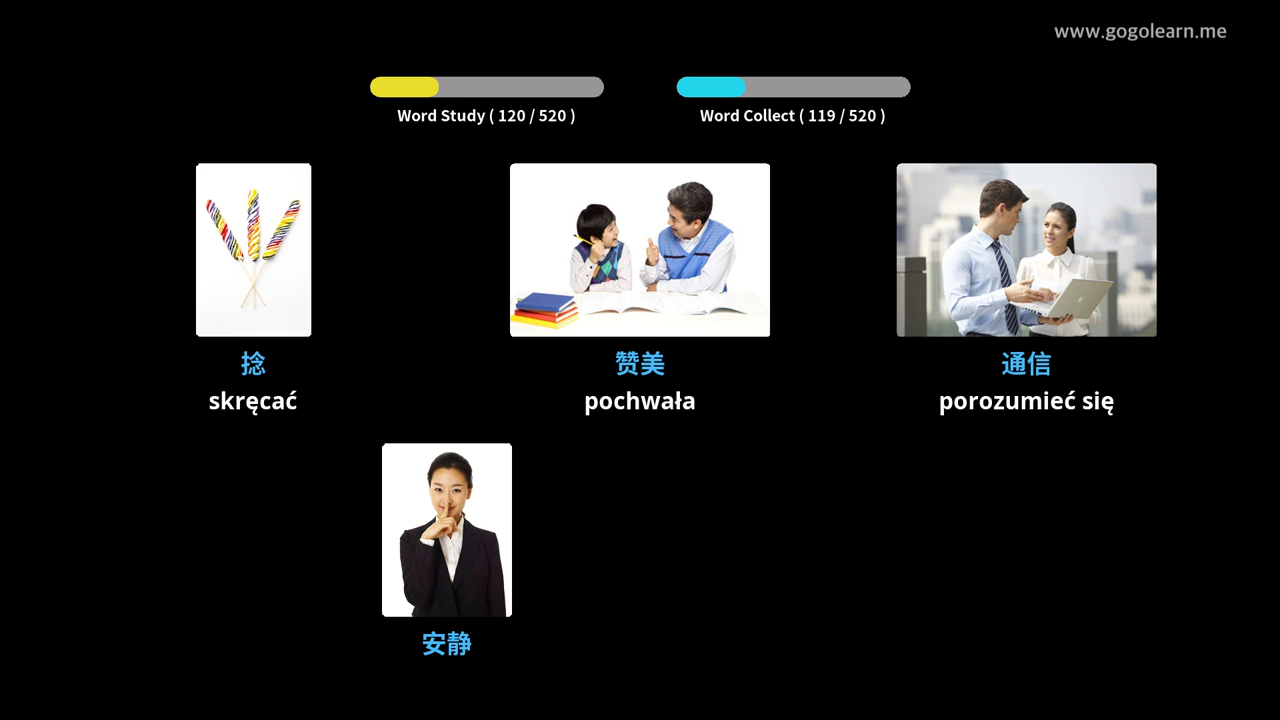 www.gogolearn.me
Word Study ( 120 / 520 )
Word Collect ( 119 / 520 )
捻
skręcać
赞美
pochwała
通信
porozumieć się
安静